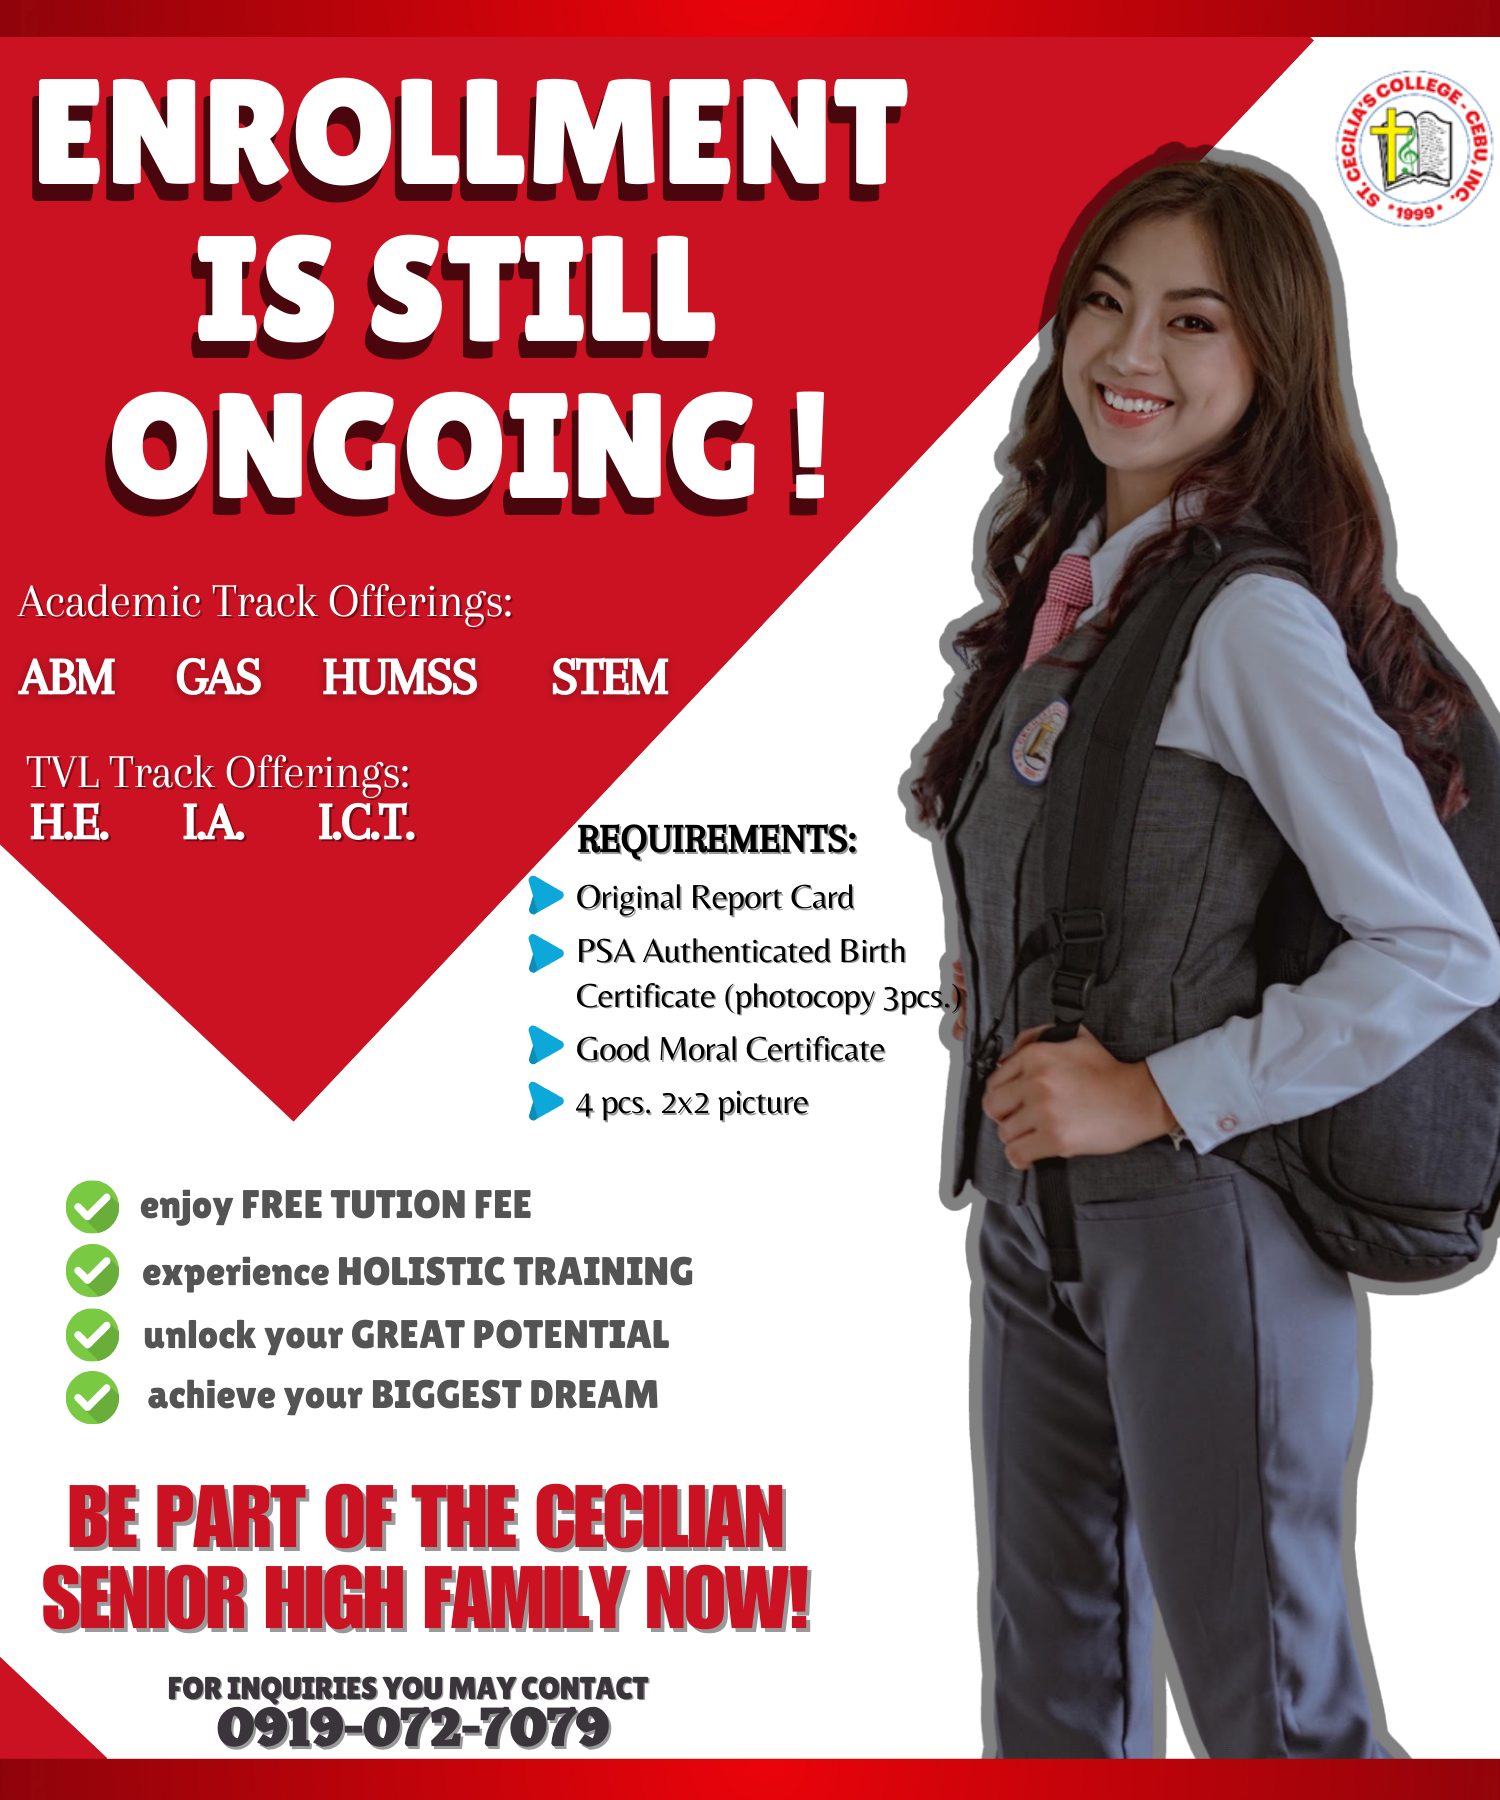 ENROLLMENT
IS STILL
ONGOING !
ST. CECILIA'S COLLEGE - CEBU, INC.
* 1999 *
Academic Track Offerings:
ABM GAS HUMSS STEM
TVL Track Offerings:
H.E. I.A. I.C.T.
REQUIREMENTS:
Original Report Card
PSA Authenticated Birth
Certificate (photocopy 3pcs.)
Good Moral Certificate
4 pcs. 2x2 picture
enjoy FREE TUTION FEE
experience HOLISTIC TRAINING
unlock your GREAT POTENTIAL
achieve your BIGGEST DREAM
BE PART OF THE CECILIAN
SENIOR HIGH FAMILY NOW!
FOR INQUIRIES YOU MAY CONTACT
0919-072-7079